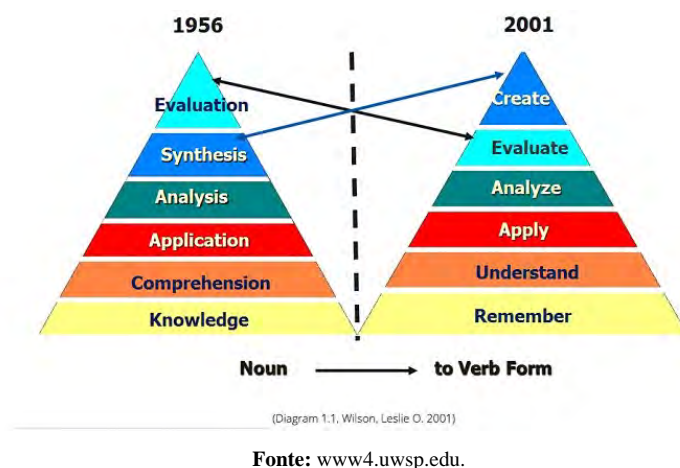 1956
2001
Evaluation
Synthesis
Analysis
Application
Comprehension
Knowledge
Create
Evaluate
Analyze
Apply
Understand
Remember
Noun to Verb Form
(Diagram 1.1, Wilson, Leslie O. 2001)
Fonte: www4.uwsp.edu.